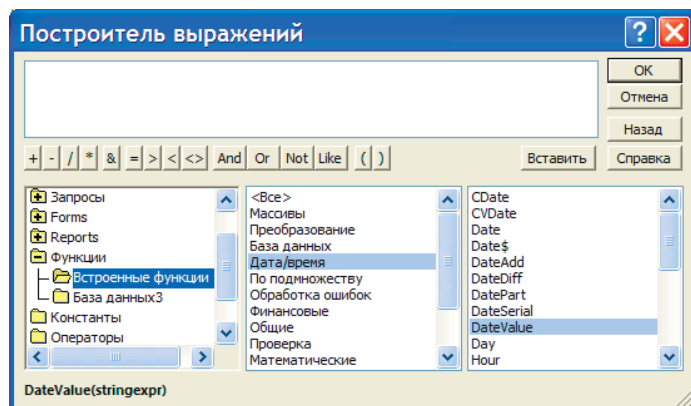 Построитель выражений
?
OK
Отмена
Назад
+ - / * & = > < <> And Or Not Like ( ) Вставить Справка
Запросы
Forms
Reports
Функции
Встроенные функции
База данных3
Константы
Операторы
<Все>
Массивы
Преобразование
База данных
Дата/время
По подмножеству
Обработка ошибок
Финансовые
Общие
Проверка
Математические
CDate
CVDate
Date
Date$
DateAdd
DateDiff
DatePart
DateSerial
DateValue
Day
Hour
DateValue(stringexpr)